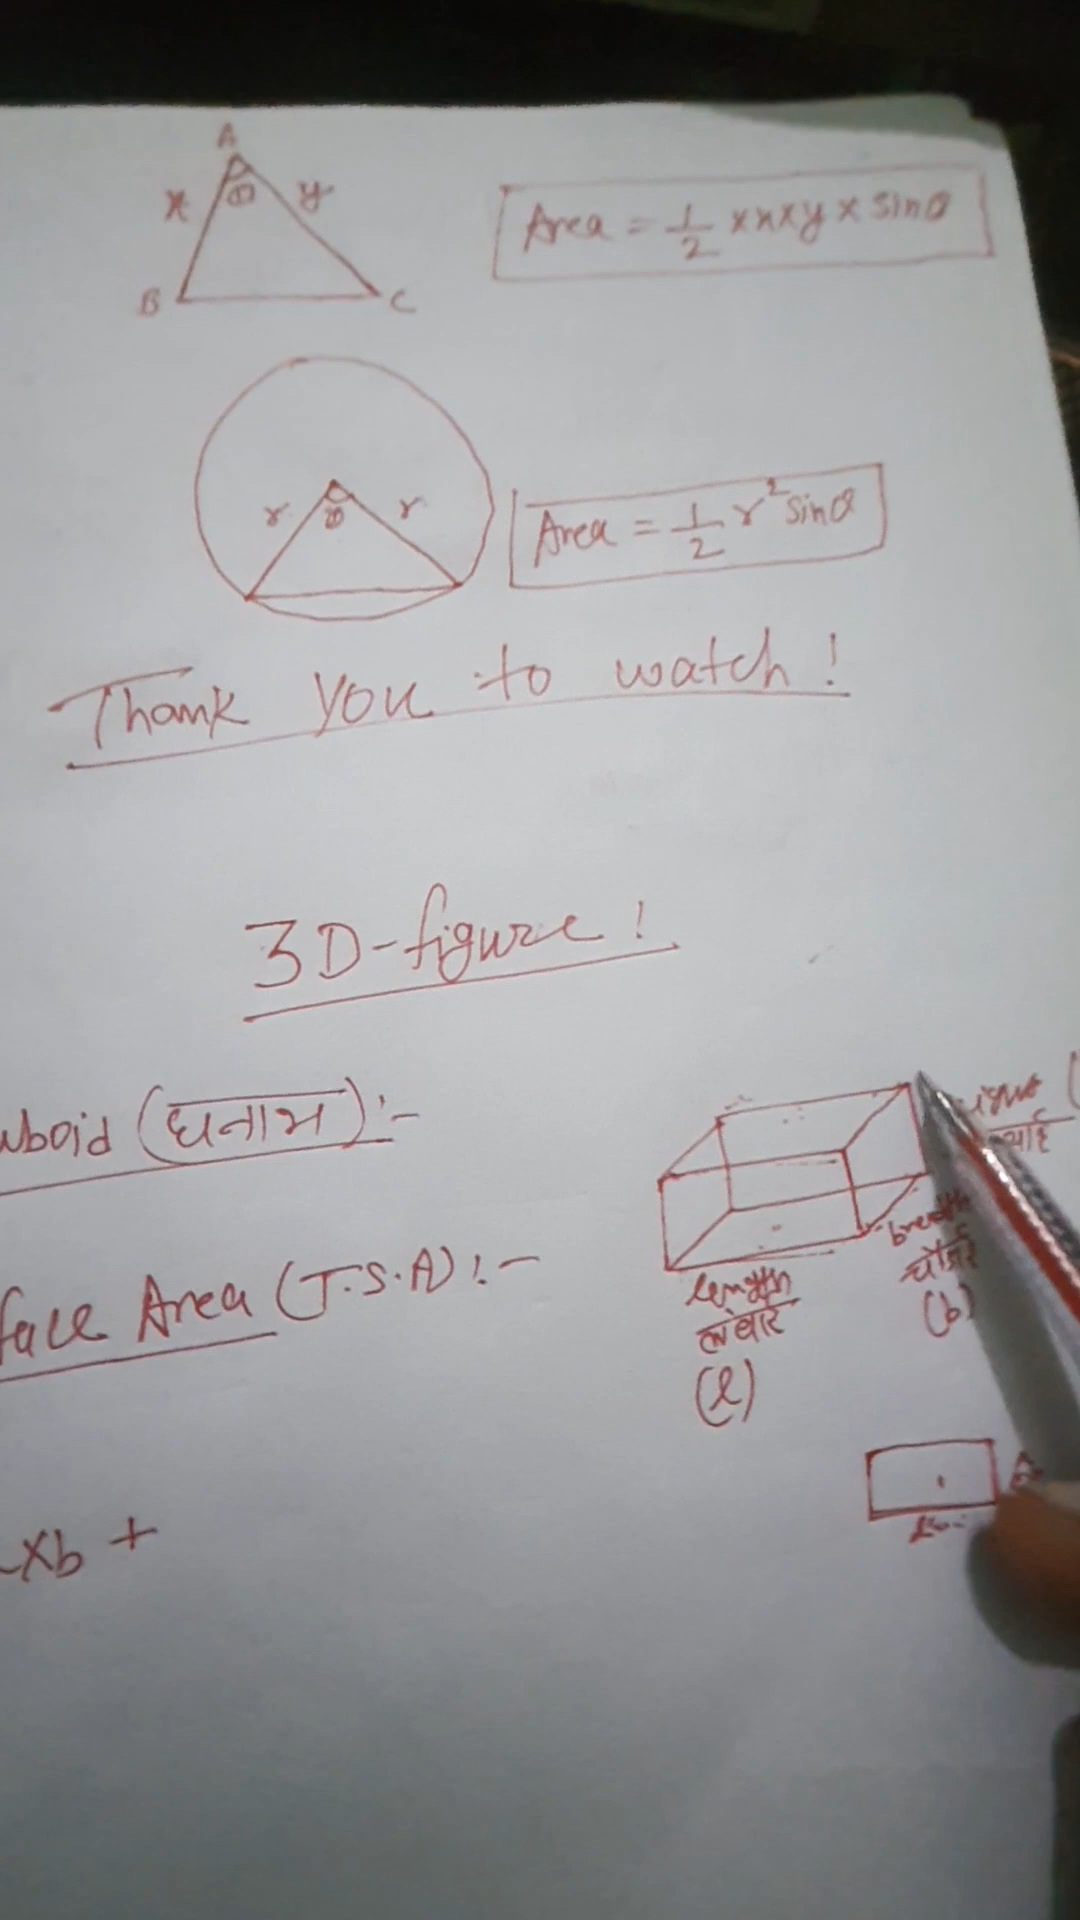 A
x θ y
B C
Area = 1/2 × x × y × sinθ
r θ r
Area = 1/2 r² sinθ
Thank you to watch!
3D-figure!
uboid (घनाभ):-
face Area (T.S.A):-
length
लंबाई
(l)
breadth
चौड़ाई
(b)
×b +